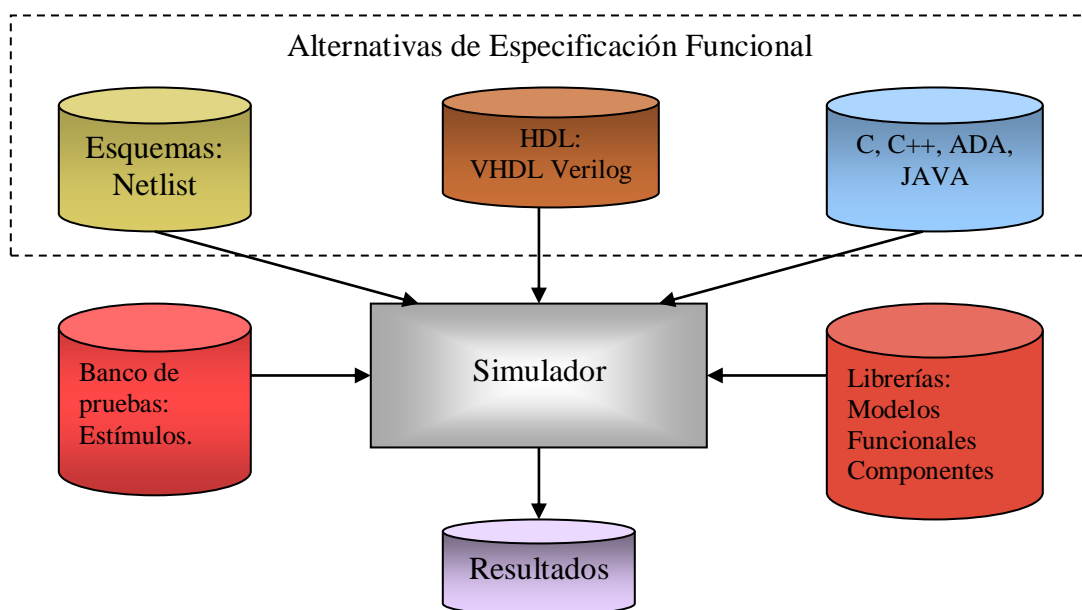 Alternativas de Especificación Funcional
Esquemas:
Netlist
HDL:
VHDL Verilog
C, C++, ADA,
JAVA
Banco de
pruebas:
Estímulos.
Simulador
Librerías:
Modelos
Funcionales
Componentes
Resultados